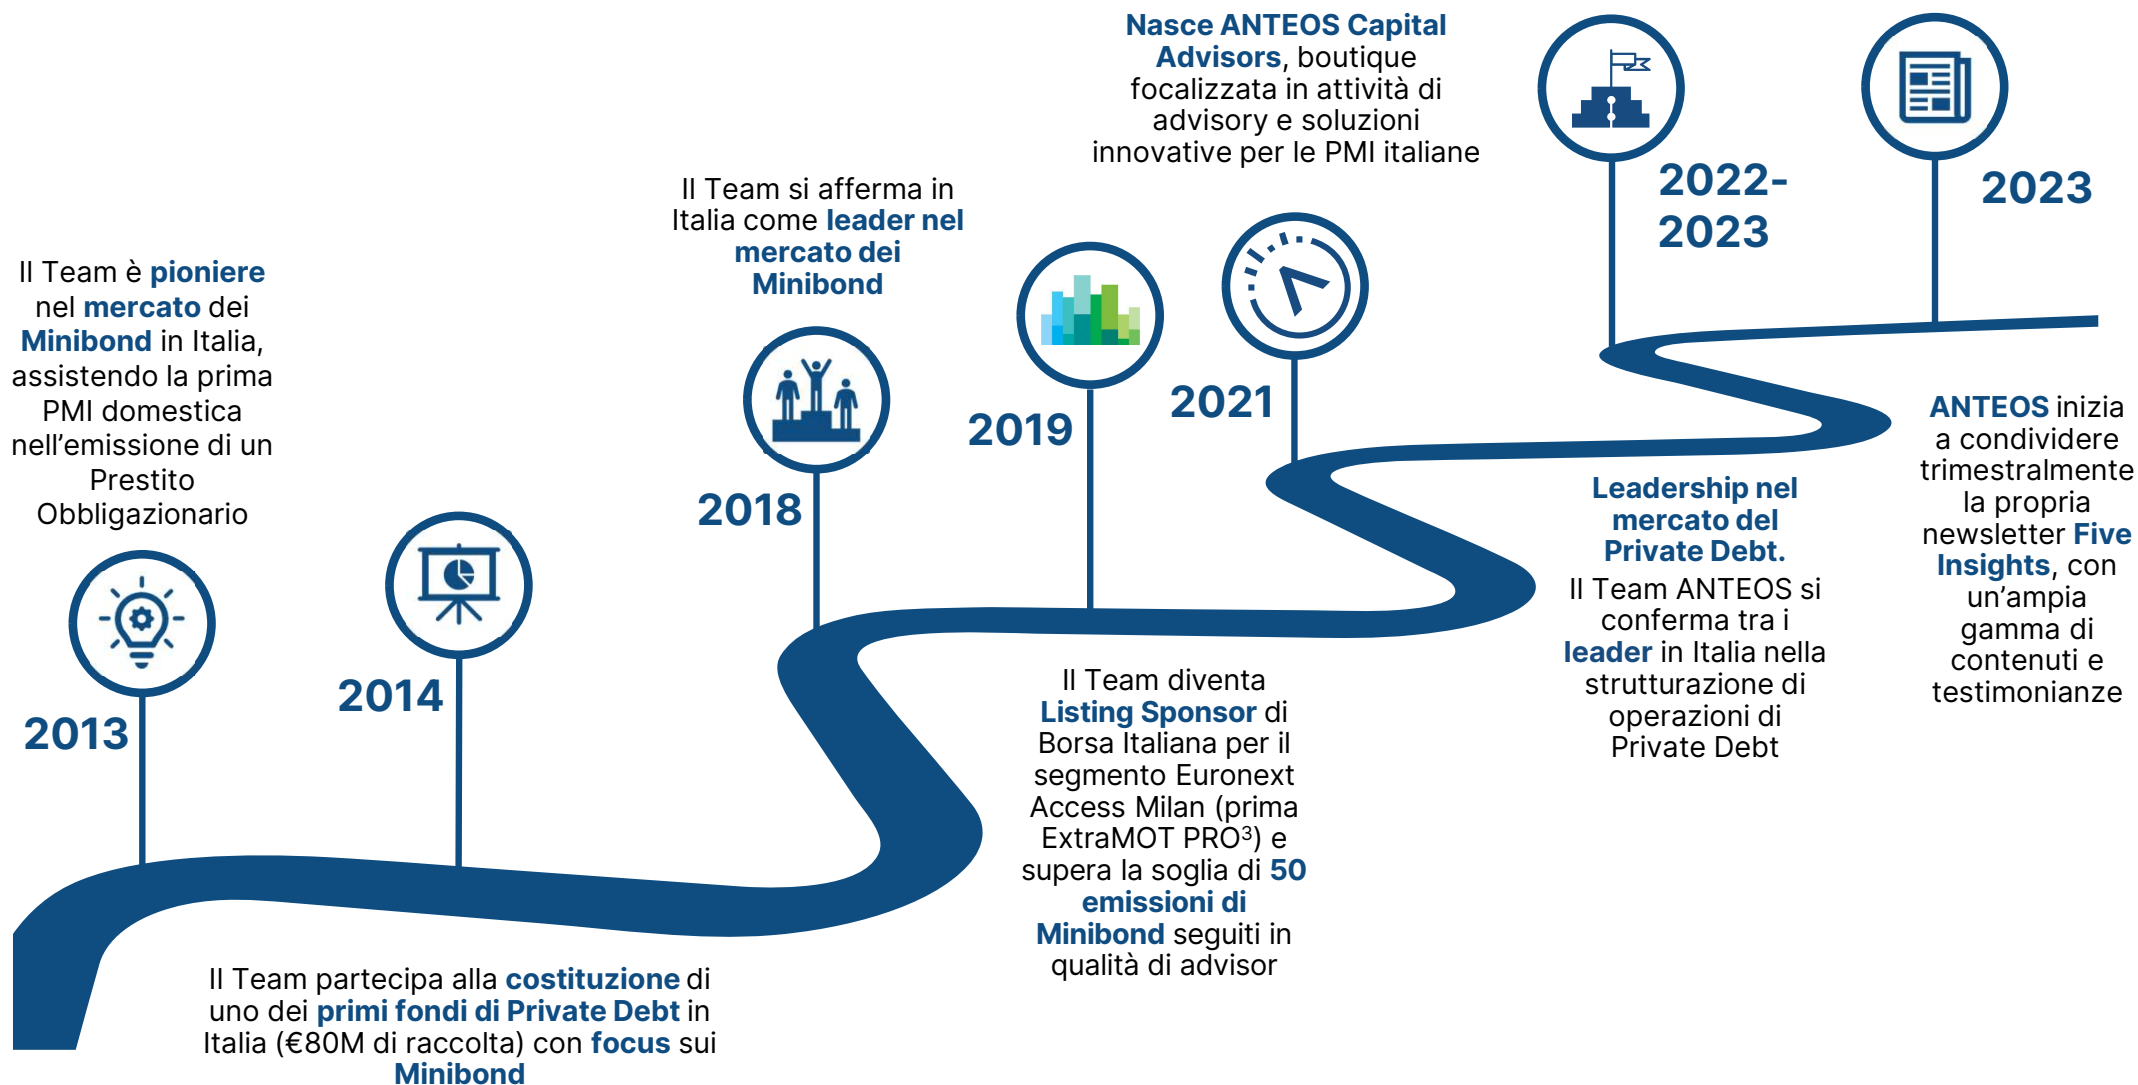 Il Team è pioniere
nel mercato dei
Minibond in Italia,
assistendo la prima
PMI domestica
nell’emissione di un
Prestito
Obbligazionario
2013
2014
Il Team partecipa alla costituzione di
uno dei primi fondi di Private Debt in
Italia (€80M di raccolta) con focus sui
Minibond
Il Team si afferma in
Italia come leader nel
mercato dei
Minibond
2018
2019
Il Team diventa
Listing Sponsor di
Borsa Italiana per il
segmento Euronext
Access Milan (prima
ExtraMOT PRO³) e
supera la soglia di 50
emissioni di
Minibond seguiti in
qualità di advisor
Nasce ANTEOS Capital
Advisors, boutique
focalizzata in attività di
advisory e soluzioni
innovative per le PMI italiane
2021
2022-
2023
Leadership nel
mercato del
Private Debt.
Il Team ANTEOS si
conferma tra i
leader in Italia nella
strutturazione di
operazioni di
Private Debt
2023
ANTEOS inizia
a condividere
trimestralmente
la propria
newsletter Five
Insights, con
un’ampia
gamma di
contenuti e
testimonianze